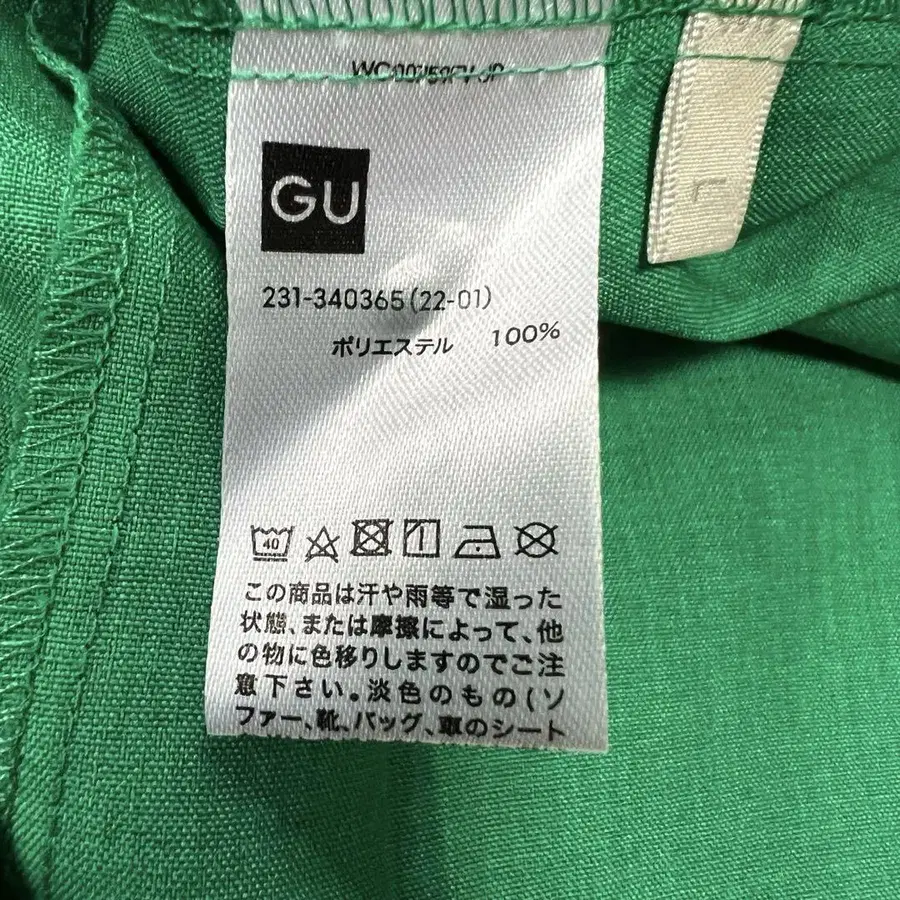 GU
L
231-340365(22-01)
ポリエステル 100%
40
この商品は汗や雨等で湿った
状態、または摩擦によって、他
の物に色移りしますのでご注
意下さい。淡色のもの(ソ
ファー、靴、バッグ、車のシート